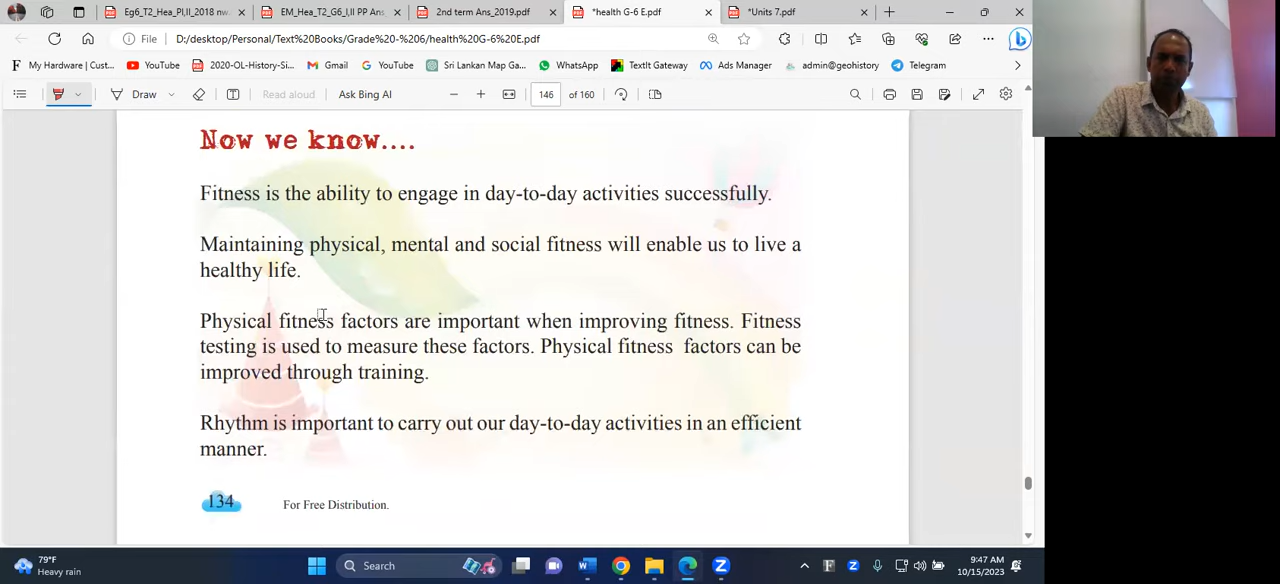 Eg6_T2_Hea_PI,II_2018 nw
EM_Hea_T2_G6_I,II PP Ans
2nd term Ans_2019.pdf
*health G-6 E.pdf
*Units 7.pdf
File
D:/desktop/Personal/Text Books/Grade 20 - %206/health%20G-6%20E.pdf
My Hardware | Cust...
YouTube
2020-OL-History-Si...
Gmail
YouTube
Sri Lankan Map Ga...
WhatsApp
TextIt Gateway
Ads Manager
admin@geohistory
Telegram
Draw
Read aloud
Ask Bing AI
146
of 160
Now we know....
Fitness is the ability to engage in day-to-day activities successfully.
Maintaining physical, mental and social fitness will enable us to live a
healthy life.
Physical fitness factors are important when improving fitness. Fitness
testing is used to measure these factors. Physical fitness factors can be
improved through training.
Rhythm is important to carry out our day-to-day activities in an efficient
manner.
134
For Free Distribution.
79°F
Heavy rain
Search
9:47 AM
10/15/2023